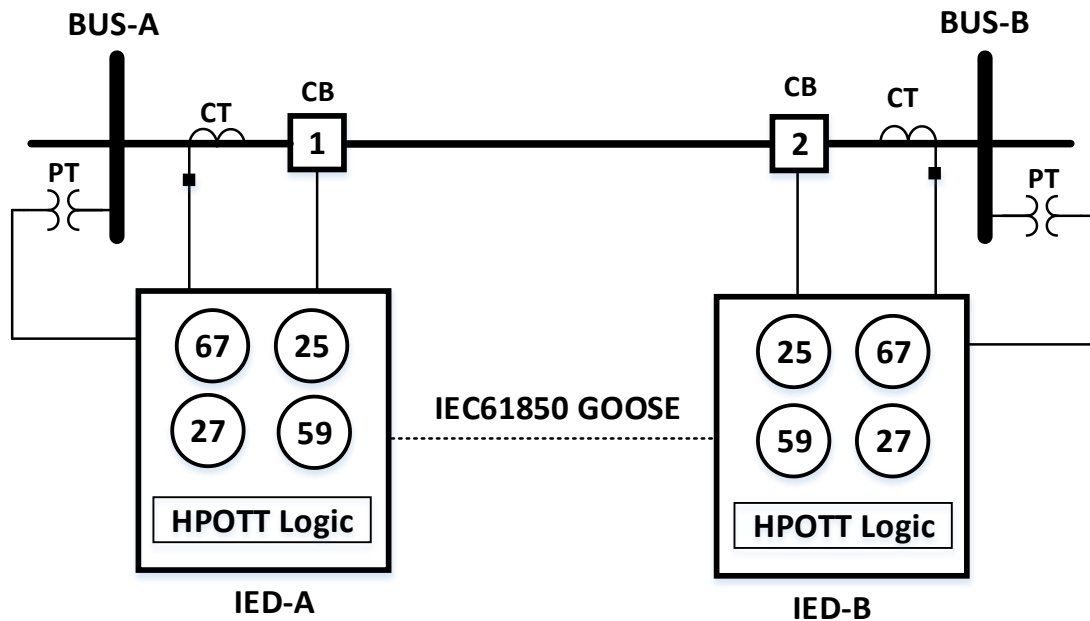 BUS-A
BUS-B
CT
CB
CB
CT
1
2
PT
PT
67
25
25
67
27
59
IEC61850 GOOSE
59
27
HPOTT Logic
HPOTT Logic
IED-A
IED-B